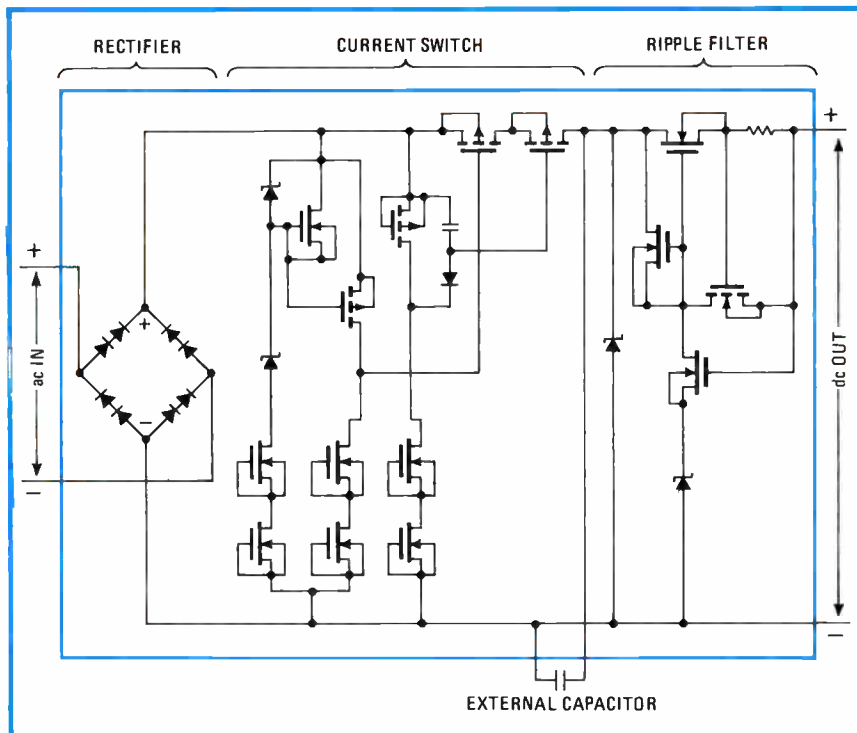 RECTIFIER
CURRENT SWITCH
RIPPLE FILTER
+
+
+
ac IN
dc OUT
−
−
−
EXTERNAL CAPACITOR